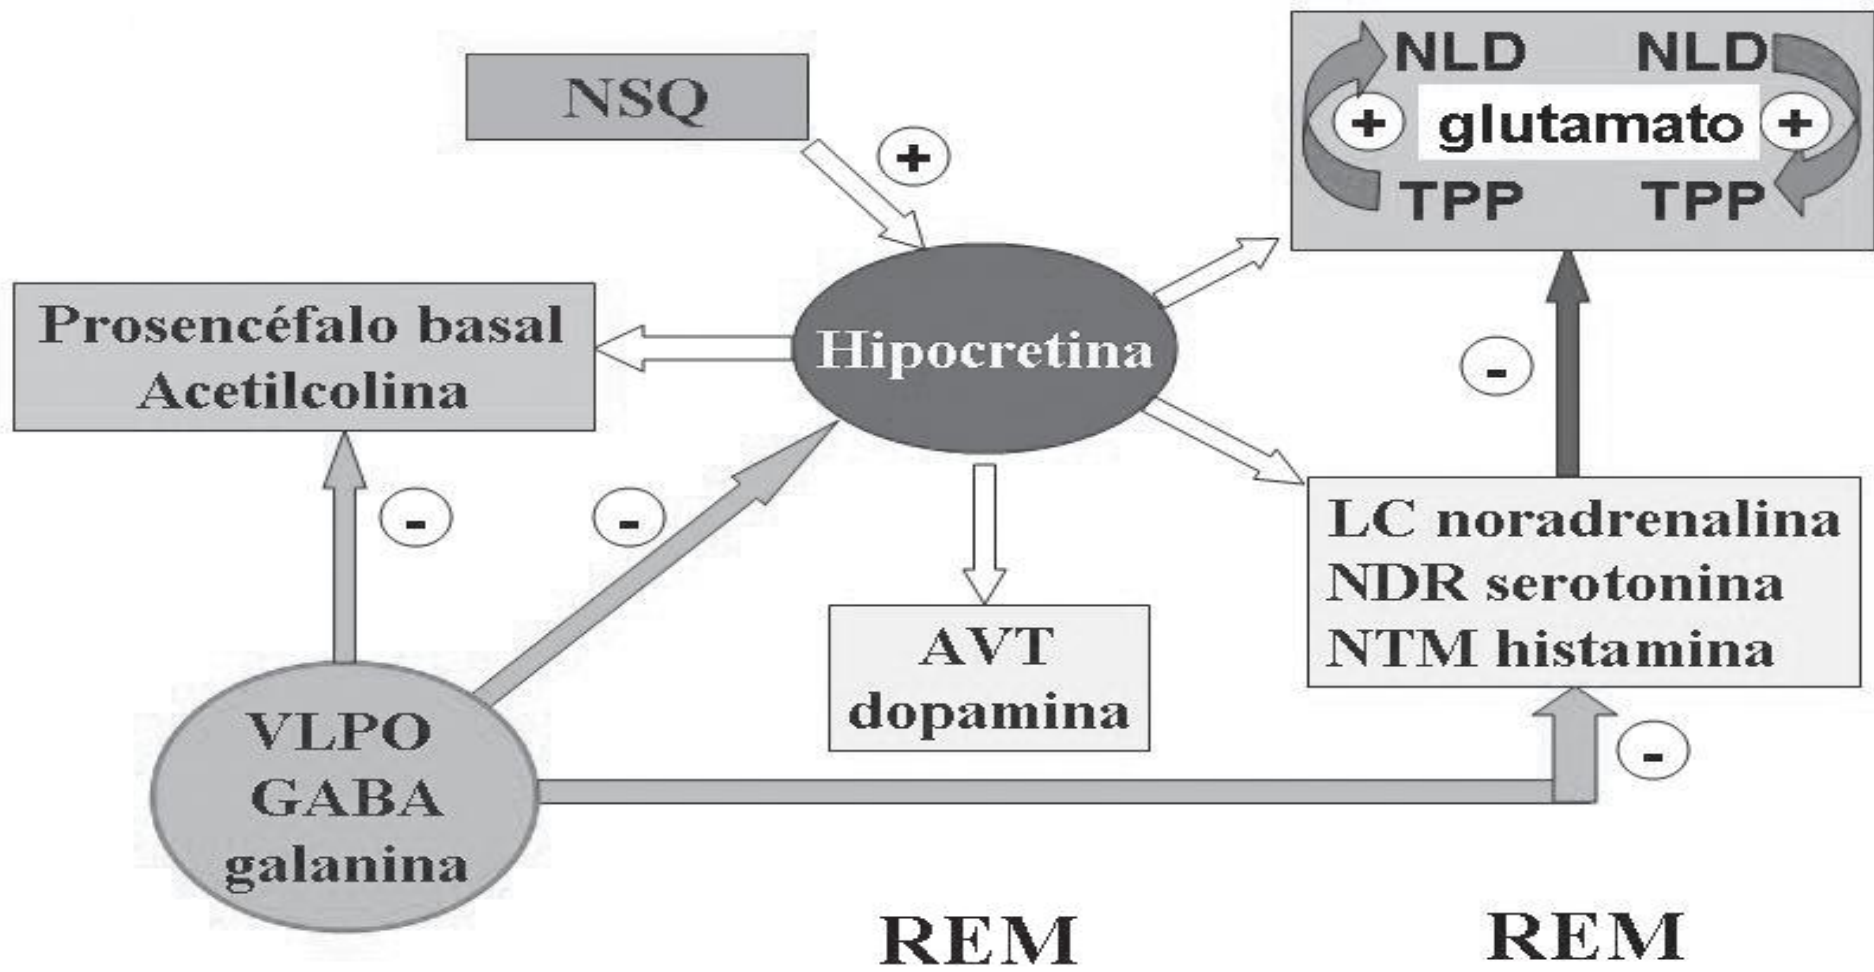 NSQ
+
NLD NLD
+ glutamato +
TPP TPP
Prosencéfalo basal
Acetilcolina
Hipocretina
-
-
-
AVT
dopamina
LC noradrenalina
NDR serotonina
NTM histamina
-
VLPO
GABA
galanina
REM REM